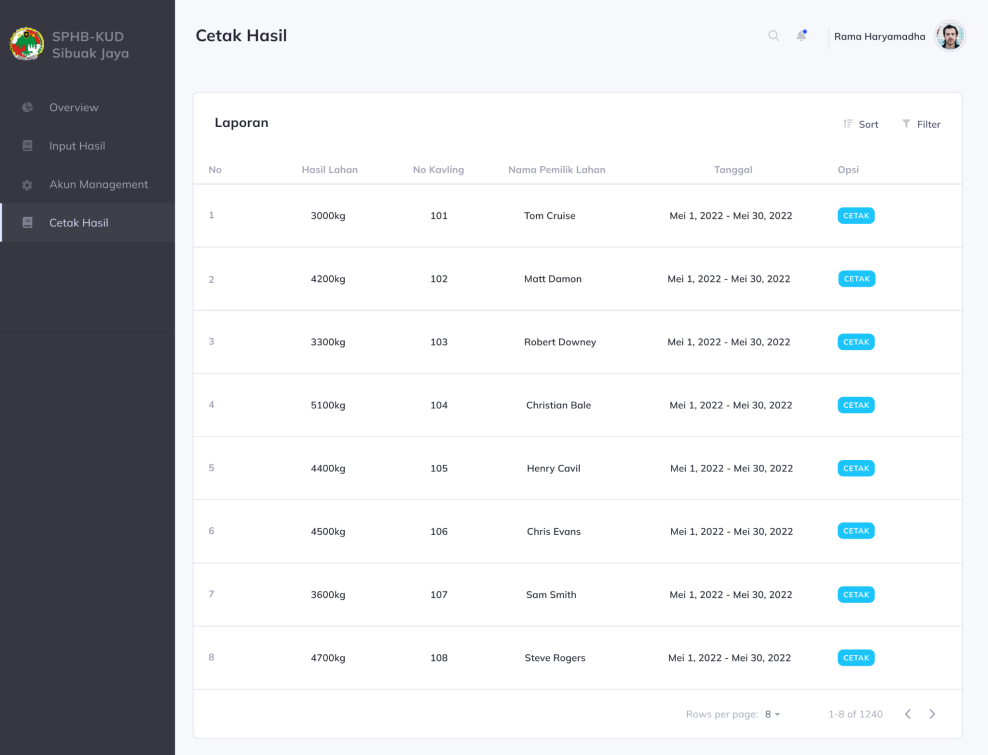 SPHB-KUD
Sibuak Jaya
Overview
Input Hasil
Akun Management
Cetak Hasil
Cetak Hasil
Rama Haryamadha
Laporan
Sort Filter
No Hasil Lahan No Kavling Nama Pemilik Lahan Tanggal Opsi
1 3000kg 101 Tom Cruise Mei 1, 2022 - Mei 30, 2022 CETAK
2 4200kg 102 Matt Damon Mei 1, 2022 - Mei 30, 2022 CETAK
3 3300kg 103 Robert Downey Mei 1, 2022 - Mei 30, 2022 CETAK
4 5100kg 104 Christian Bale Mei 1, 2022 - Mei 30, 2022 CETAK
5 4400kg 105 Henry Cavil Mei 1, 2022 - Mei 30, 2022 CETAK
6 4500kg 106 Chris Evans Mei 1, 2022 - Mei 30, 2022 CETAK
7 3600kg 107 Sam Smith Mei 1, 2022 - Mei 30, 2022 CETAK
8 4700kg 108 Steve Rogers Mei 1, 2022 - Mei 30, 2022 CETAK
Rows per page: 8 1-8 of 1240